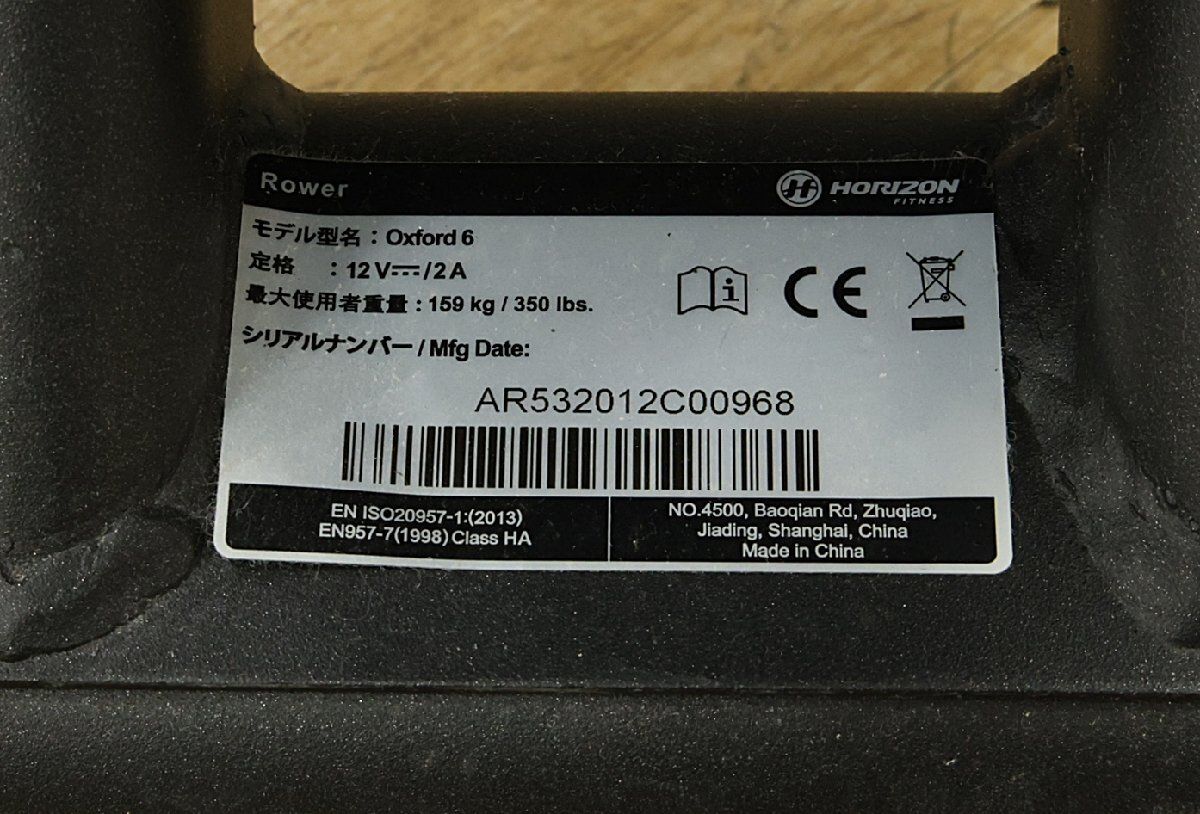 Rower
HORIZON
FITNESS
モデル型名 : Oxford 6
定格 : 12 V⎓/2 A
最大使用者重量 : 159 kg / 350 lbs.
シリアルナンバー / Mfg Date:
AR532012C00968
EN ISO20957-1:(2013)
EN957-7(1998) Class HA
NO.4500, Baoqian Rd, Zhuqiao,
Jiading, Shanghai, China
Made in China